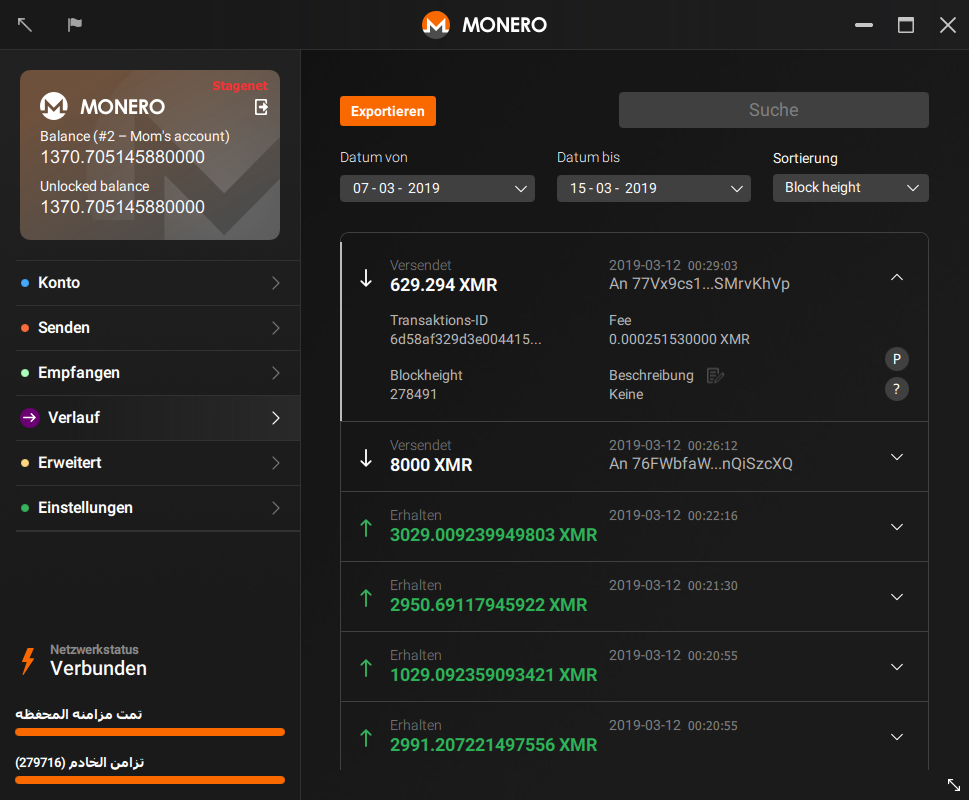 MONERO
Stagenet
MONERO
Balance (#2 – Mom's account)
1370.705145880000
Unlocked balance
1370.705145880000
Konto
Senden
Empfangen
Verlauf
Erweitert
Einstellungen
Netzwerkstatus
Verbunden
تمت مزامنه المحفظه
تزامن الخادم (279716)
Exportieren
Suche
Datum von
Datum bis
Sortierung
07 - 03 - 2019
15 - 03 - 2019
Block height
Versendet
2019-03-12 00:29:03
629.294 XMR
An 77Vx9cs1...SMrvKhVp
Transaktions-ID
Fee
6d58af329d3e004415...
0.000251530000 XMR
P
Blockheight
Beschreibung
?
278491
Keine
Versendet
2019-03-12 00:26:12
8000 XMR
An 76FWbfaW...nQiSzcXQ
Erhalten
2019-03-12 00:22:16
3029.009239949803 XMR
Erhalten
2019-03-12 00:21:30
2950.69117945922 XMR
Erhalten
2019-03-12 00:20:55
1029.092359093421 XMR
Erhalten
2019-03-12 00:20:55
2991.207221497556 XMR